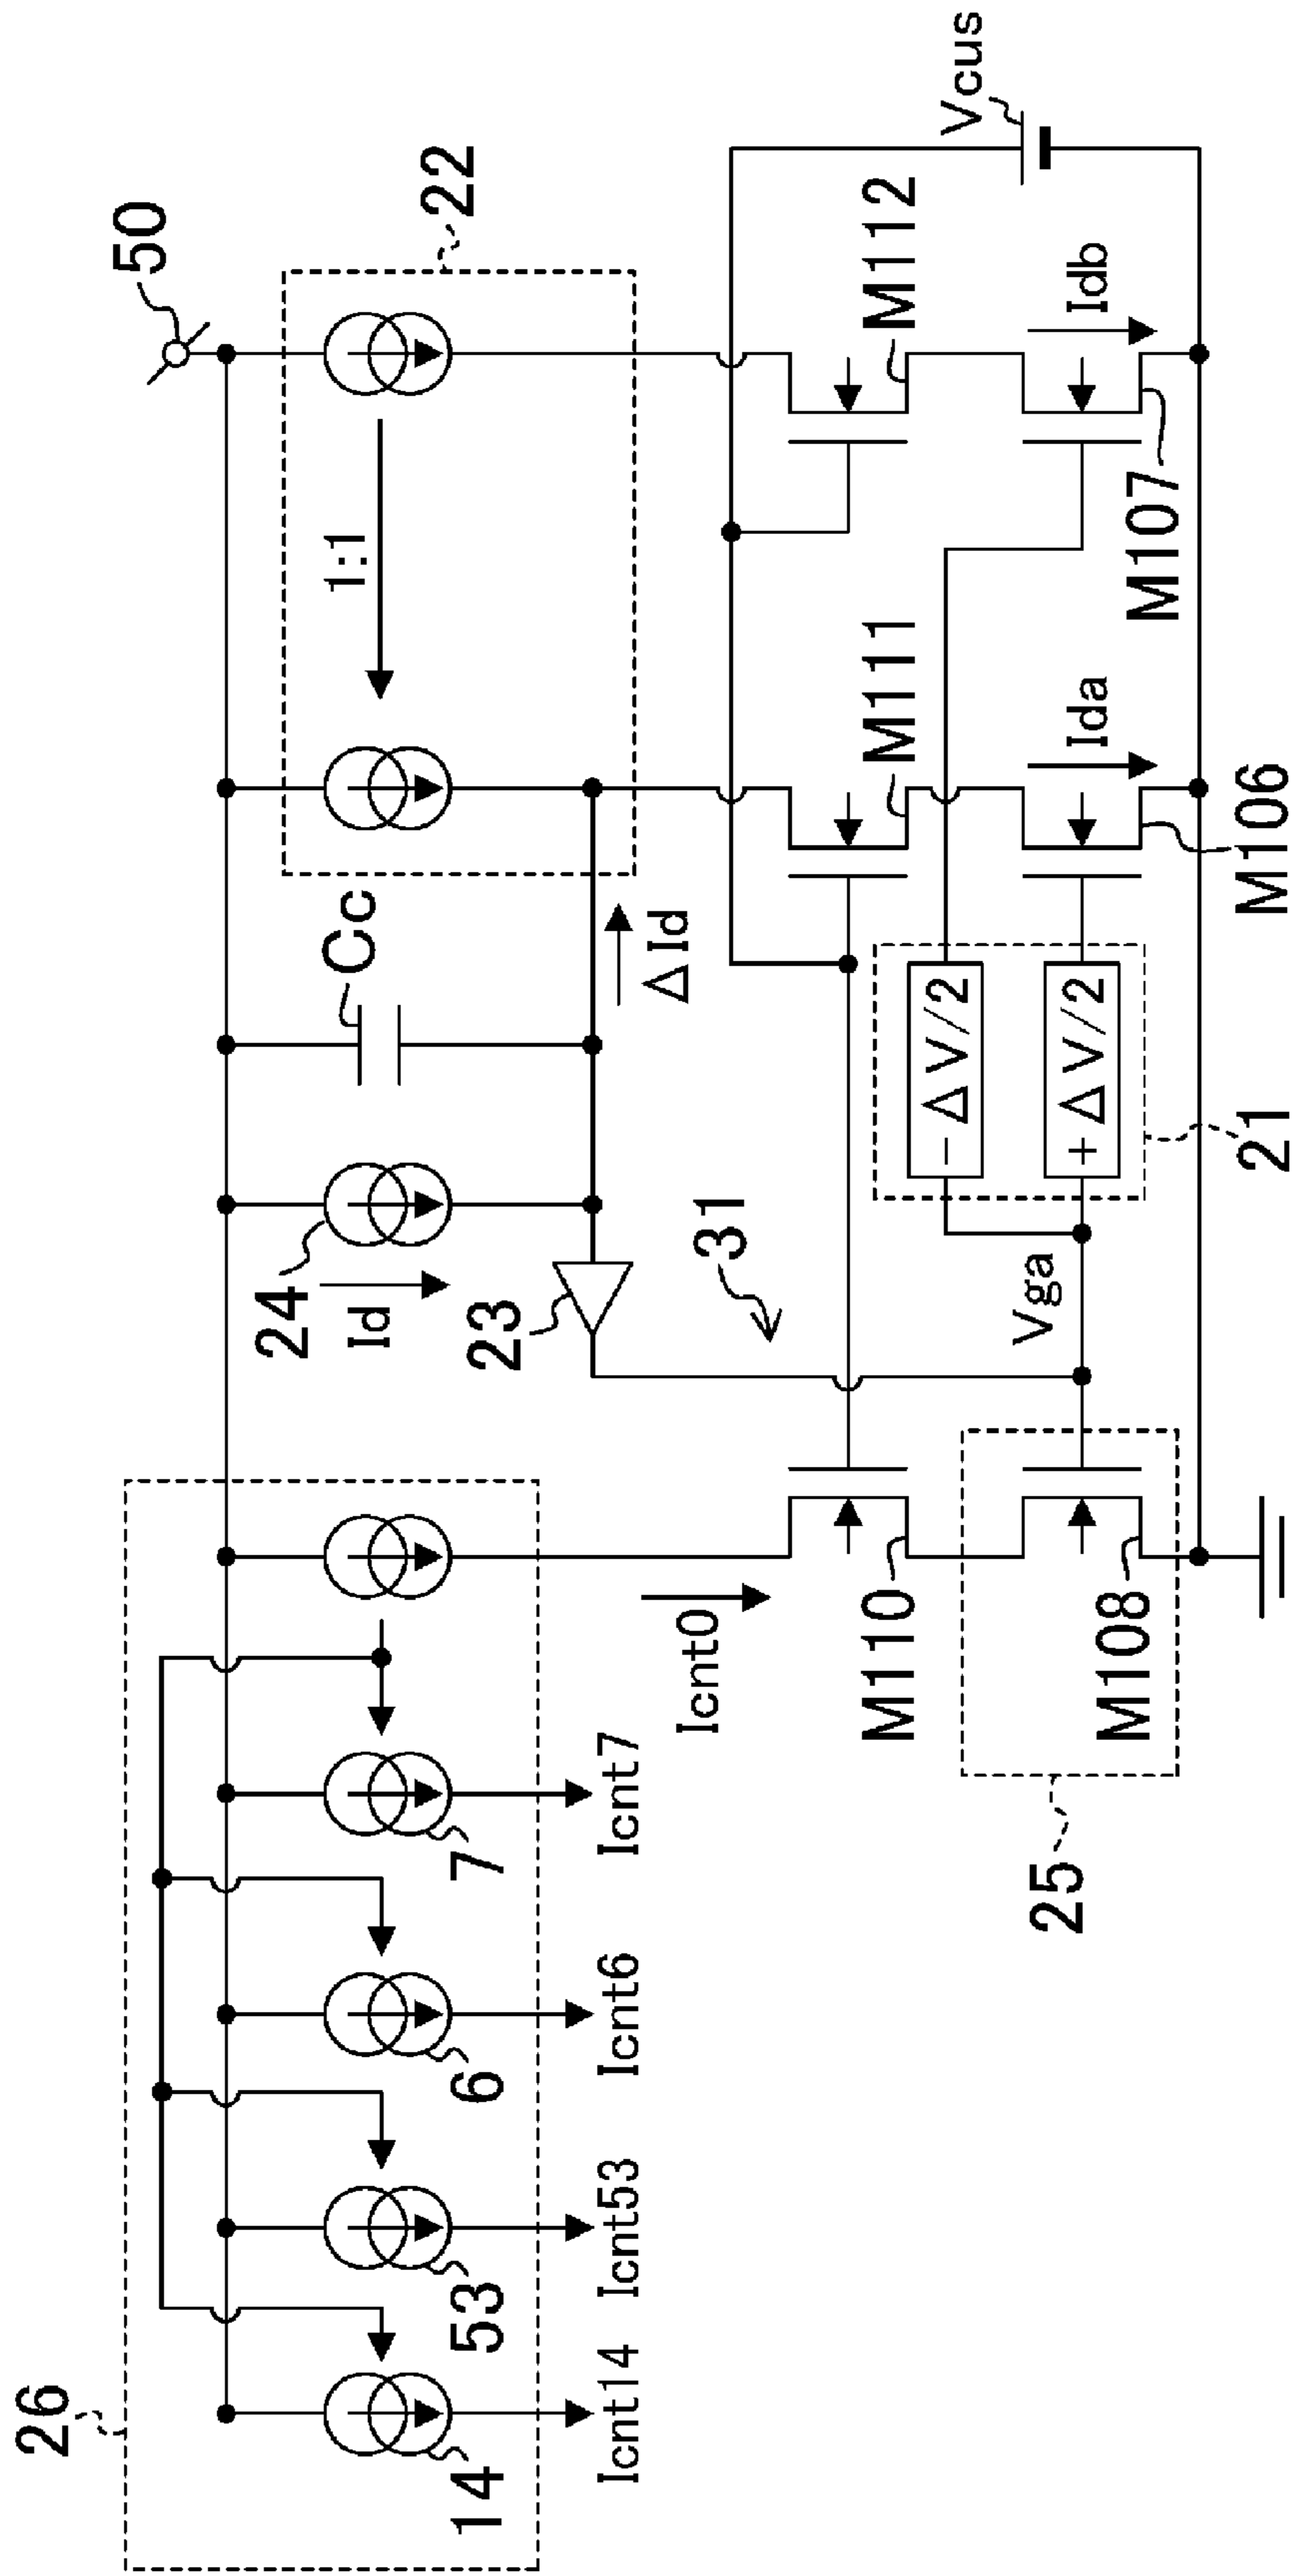 26
50
22
14
53
6
7
24
Id
Cc
1:1
23
Icnt14
Icnt53
Icnt6
Icnt7
Icnt0
ΔId
31
Vcus
M110
M111
M112
-ΔV/2
25
M108
Vga
+ΔV/2
Ida
Idb
21
M106
M107